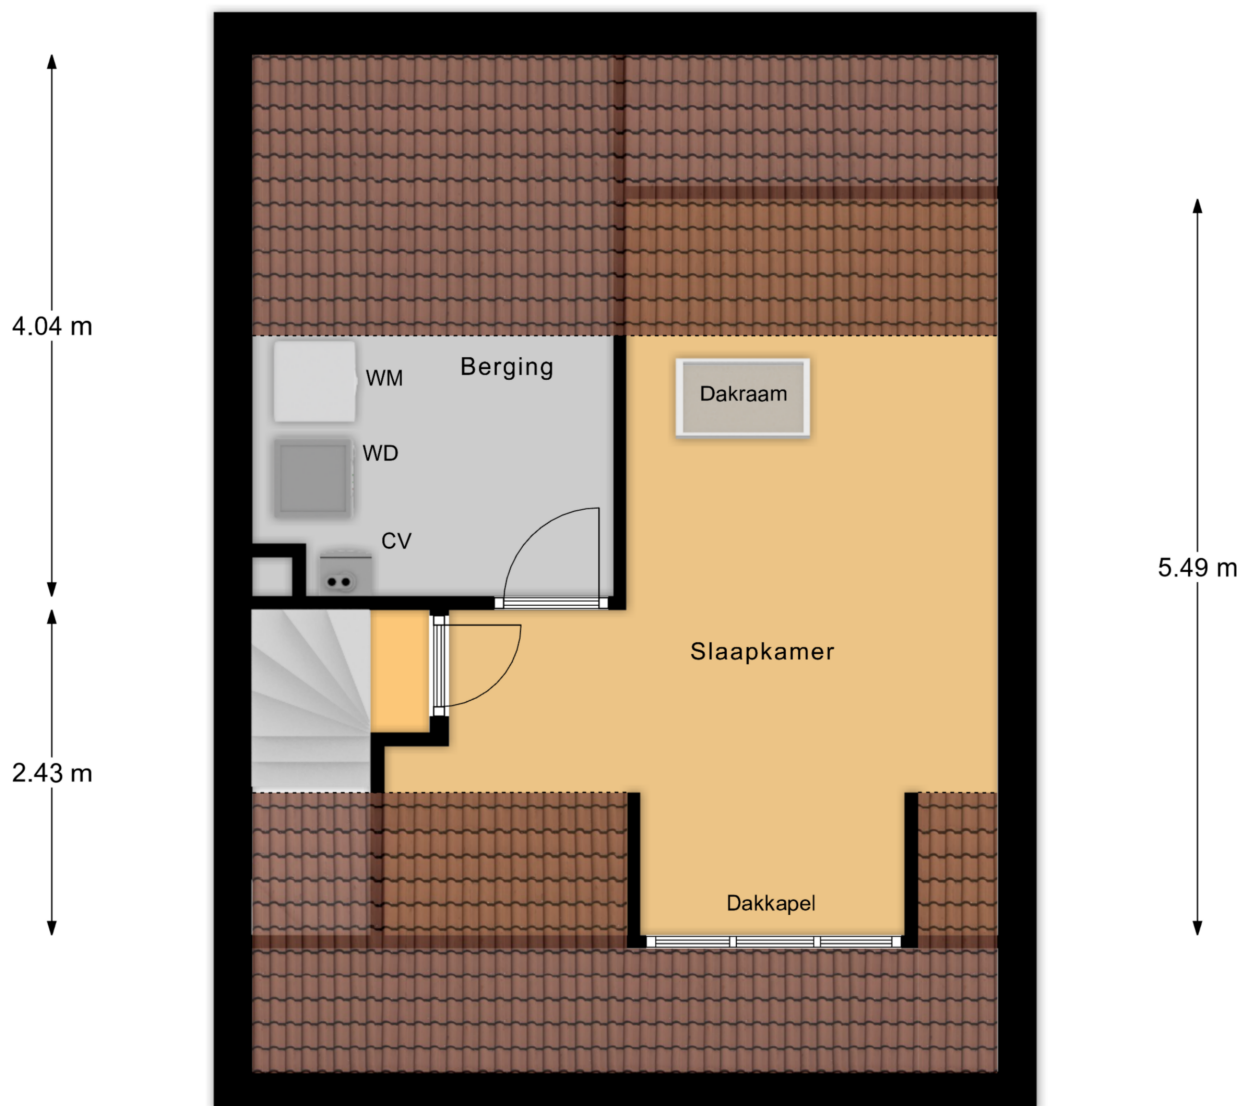 4.04 m
WM
Berging
Dakraam
WD
CV
5.49 m
Slaapkamer
2.43 m
Dakkapel